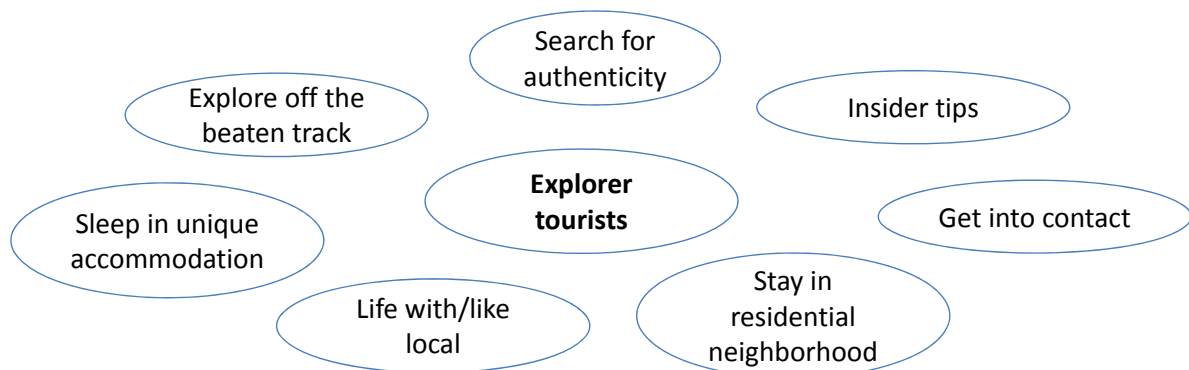 Search for
authenticity
Explore off the
beaten track
Insider tips
Explorer
tourists
Sleep in unique
accommodation
Get into contact
Life with/like
local
Stay in
residential
neighborhood